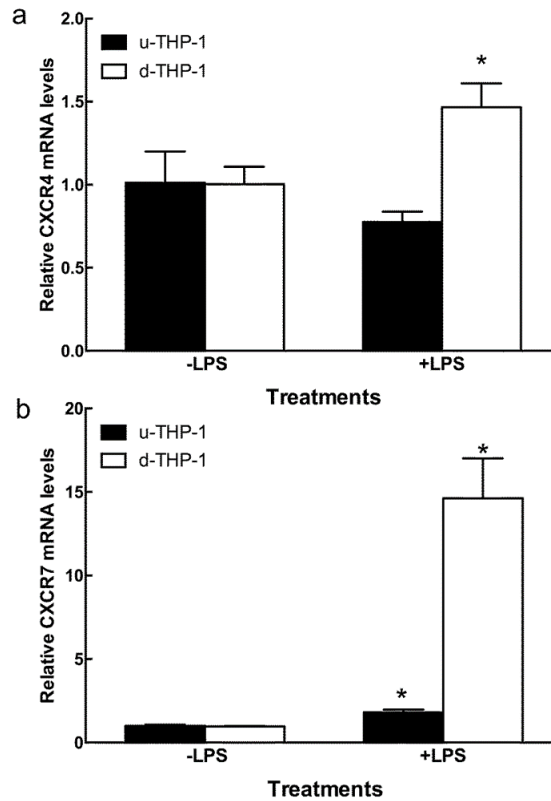 a
u-THP-1
d-THP-1
Relative CXCR4 mRNA levels
2.0
1.5
1.0
0.5
0.0
*
-LPS +LPS
Treatments
b
u-THP-1
d-THP-1
Relative CXCR7 mRNA levels
20
15
10
5
0
*
*
-LPS +LPS
Treatments